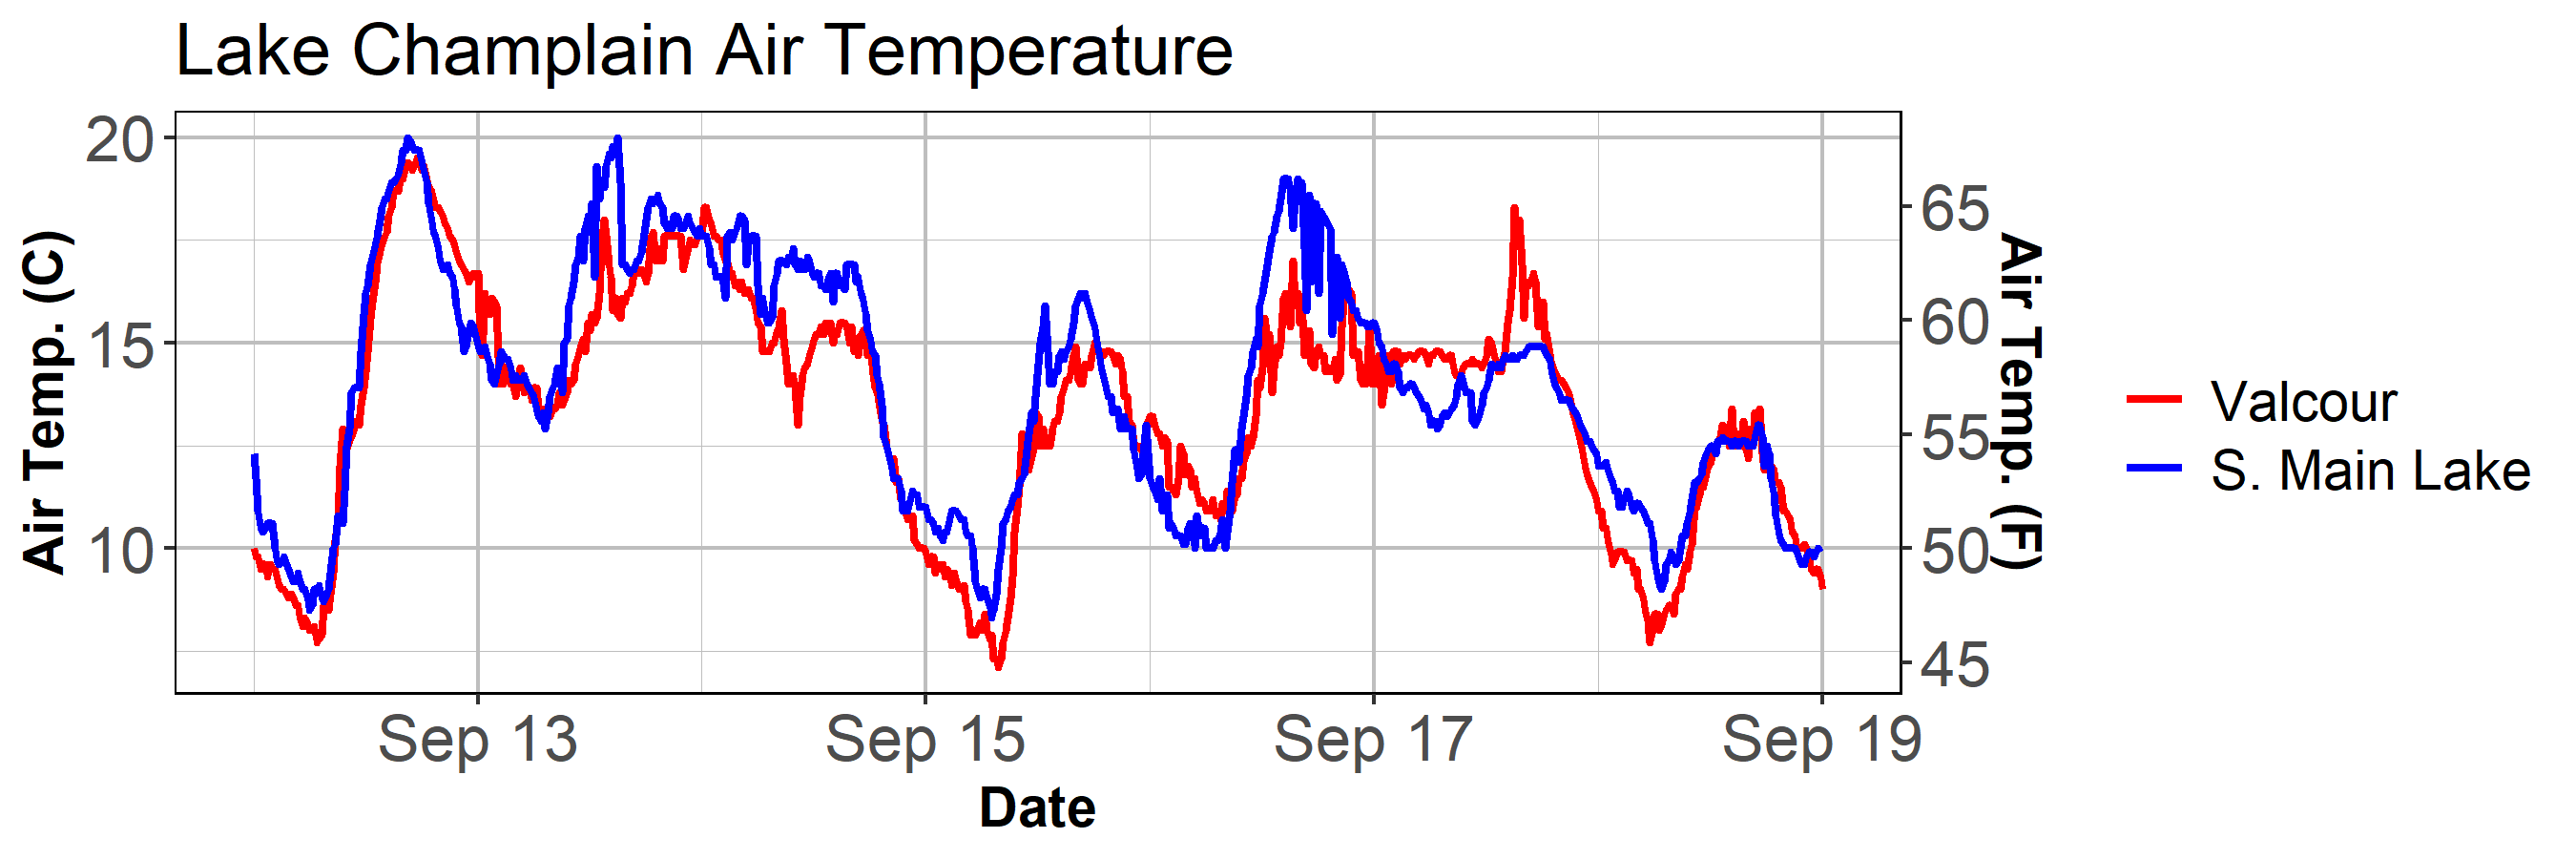 Lake Champlain Air Temperature
Air Temp. (C)
20
15
10
65
60
55
50
45
Air Temp. (F)
Sep 13
Sep 15
Sep 17
Sep 19
Date
Valcour
S. Main Lake